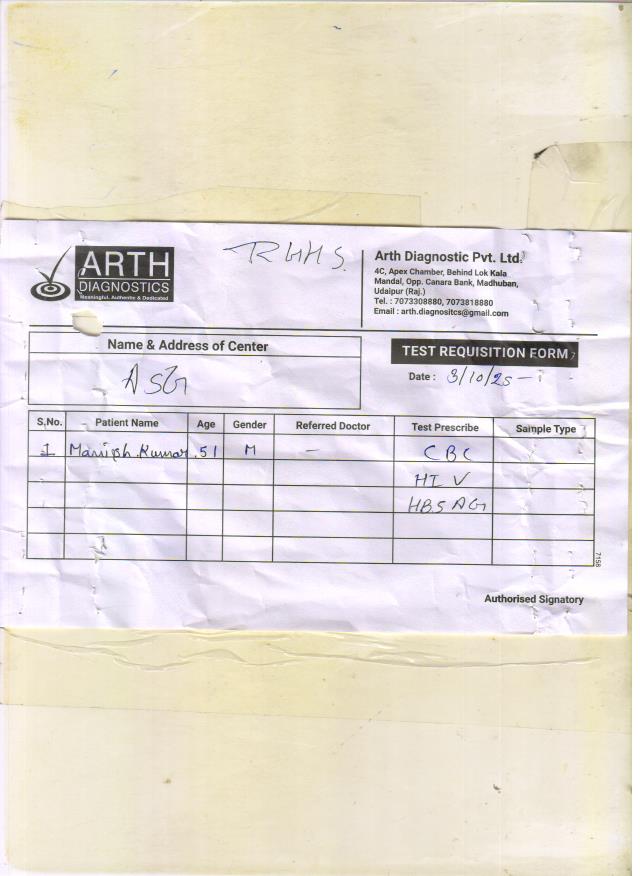 ARTH
DIAGNOSTICS
Meaningful, Authentic & Dedicated
RGHS
Arth Diagnostic Pvt. Ltd.
4C, Apex Chamber, Behind Lok Kala
Mandal, Opp. Canara Bank, Madhuban,
Udaipur (Raj.)
Tel. : 7073308880, 7073818880
Email : arth.diagnositcs@gmail.com
Name & Address of Center
ASG
TEST REQUISITION FORM
Date : 3/10/25
S,No. Patient Name Age Gender Referred Doctor Test Prescribe Sample Type
1 Manish Kumar 51 M - CBC
HIV
HBSAG
7158
Authorised Signatory